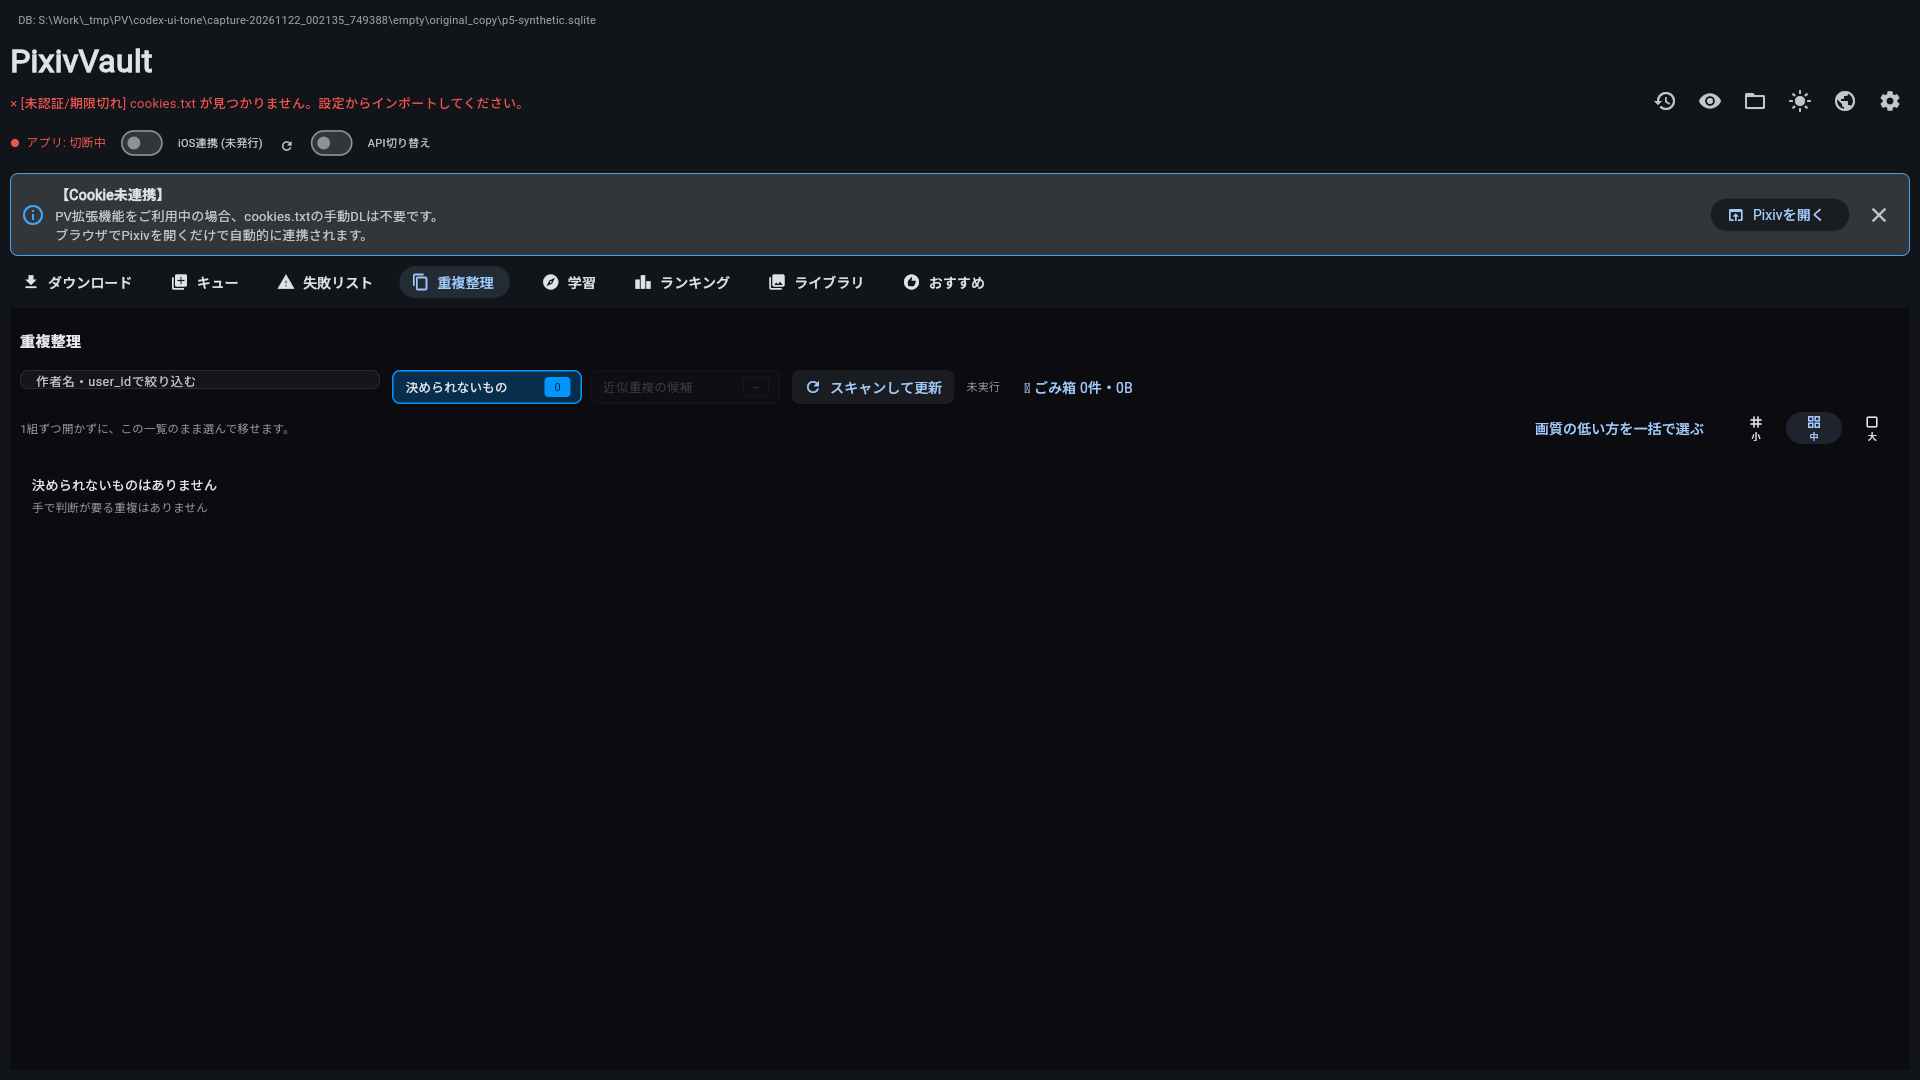 DB: S:\Work\_tmp\PV\codex-ui-tone\capture-20261122_002135_749388\empty\original_copy\p5-synthetic.sqlite
PixivVault
× [未認証/期限切れ] cookies.txt が見つかりません。設定からインポートしてください。
アプリ: 切断中 iOS連携 (未発行) API切り替え
【Cookie未連携】
PV拡張機能をご利用中の場合、cookies.txtの手動DLは不要です。
ブラウザでPixivを開くだけで自動的に連携されます。
Pixivを開く
ダウンロード キュー 失敗リスト 重複整理 学習 ランキング ライブラリ おすすめ
重複整理
作者名・user_idで絞り込む 決められないもの 0 近似重複の候補 – スキャンして更新 未実行 ごみ箱 0件・0B
1組ずつ開かずに、この一覧のまま選んで移せます。 画質の低い方を一括で選ぶ 小 中 大
決められないものはありません
手で判断が要る重複はありません